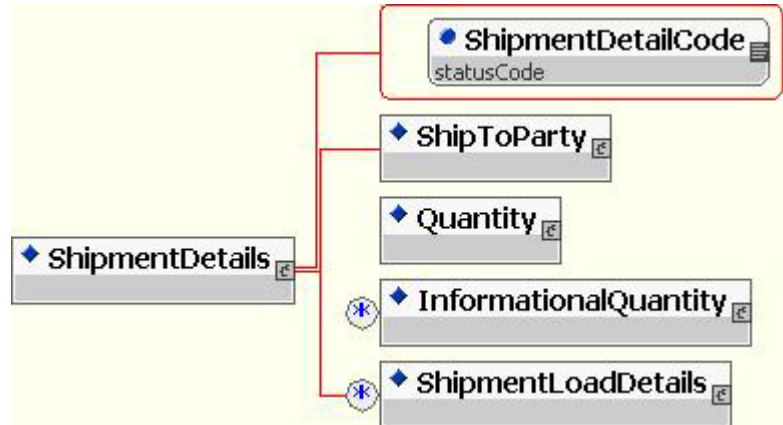 ShipmentDetailCode
statusCode
ShipToParty
Quantity
ShipmentDetails
InformationalQuantity
ShipmentLoadDetails